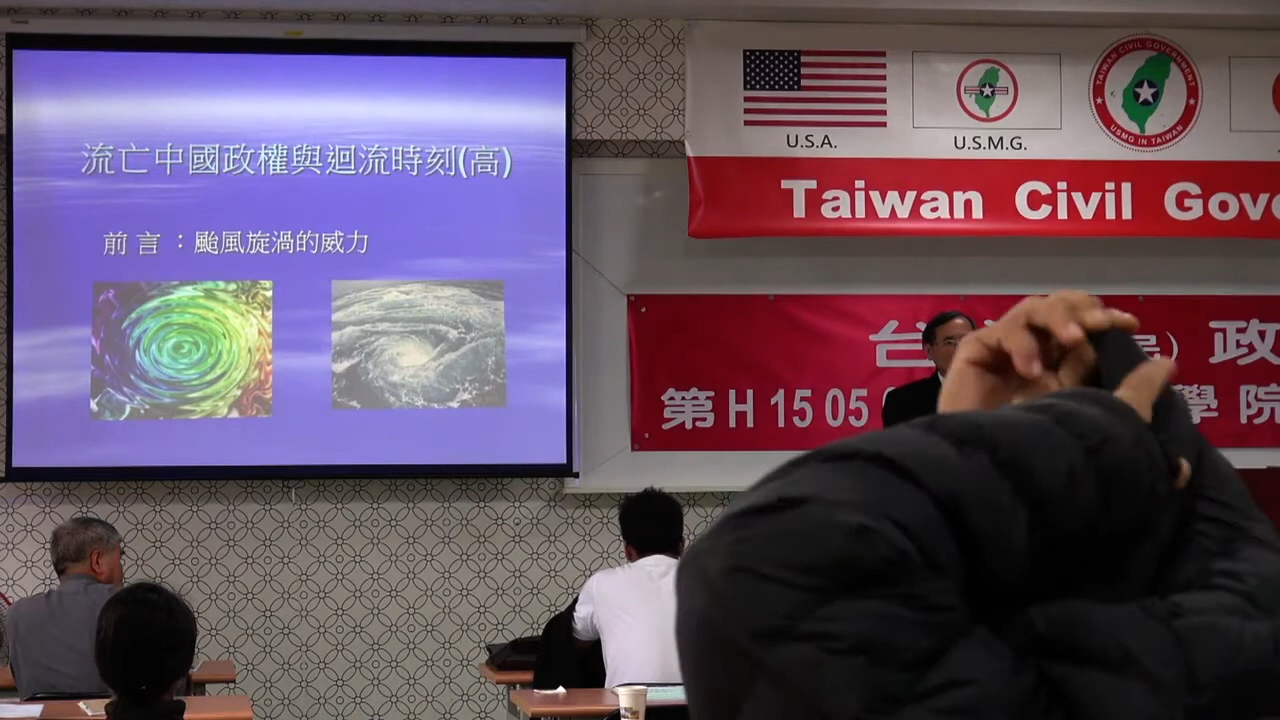 流亡中國政權與迴流時刻(高)
前言：颱風旋渦的威力
U.S.A.
U.S.M.G.
TAIWAN CIVIL GOVERNMENT
USMG IN TAIWAN
Taiwan Civil Gove
台 政
第H 15 05 學院